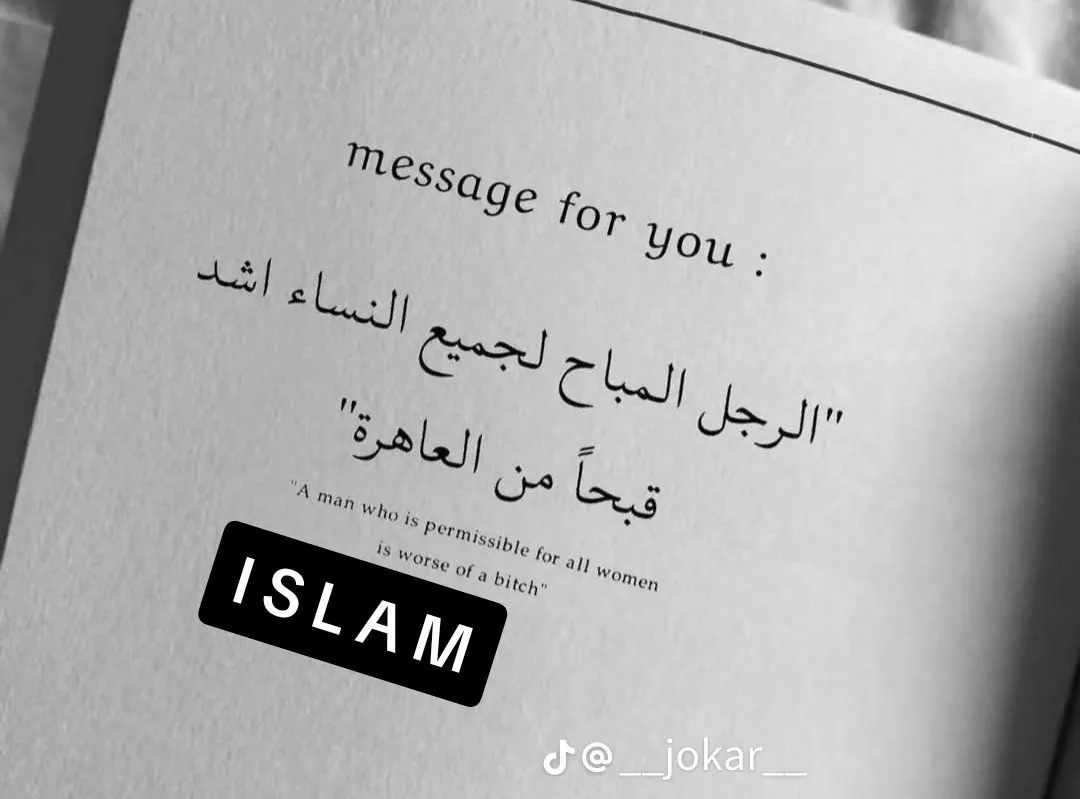 message for you :
"الرجل المباح لجميع النساء اشد
قبحاً من العاهرة"
"A man who is permissible for all women
is worse of a bitch"
ISLAM
@__jokar__